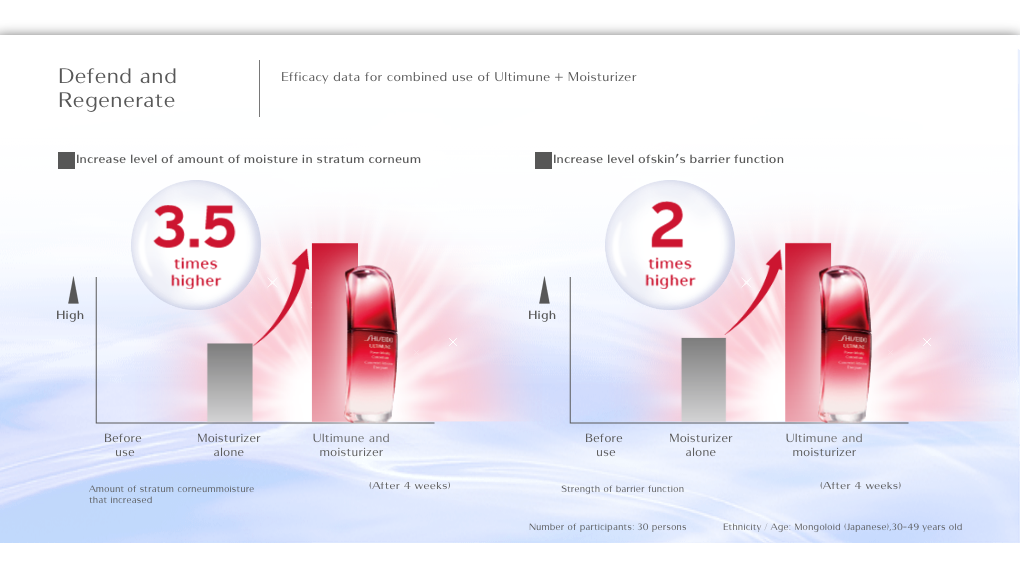 Defend and
Regenerate
Efficacy data for combined use of Ultimune + Moisturizer
Increase level of amount of moisture in stratum corneum
3.5
times
higher
High
SHISEIDO
ULTIMUNE
Before
use
Moisturizer
alone
Ultimune and
moisturizer
Amount of stratum corneummoisture
that increased
(After 4 weeks)
Increase level ofskin's barrier function
2
times
higher
High
SHISEIDO
ULTIMUNE
Before
use
Moisturizer
alone
Ultimune and
moisturizer
Strength of barrier function
(After 4 weeks)
Number of participants: 30 persons
Ethnicity / Age: Mongoloid (Japanese),30-49 years old